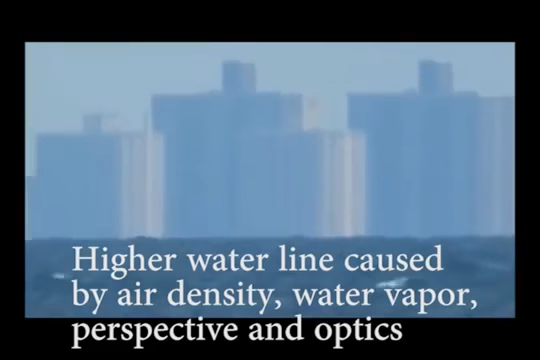 Higher water line caused
by air density, water vapor,
perspective and optics